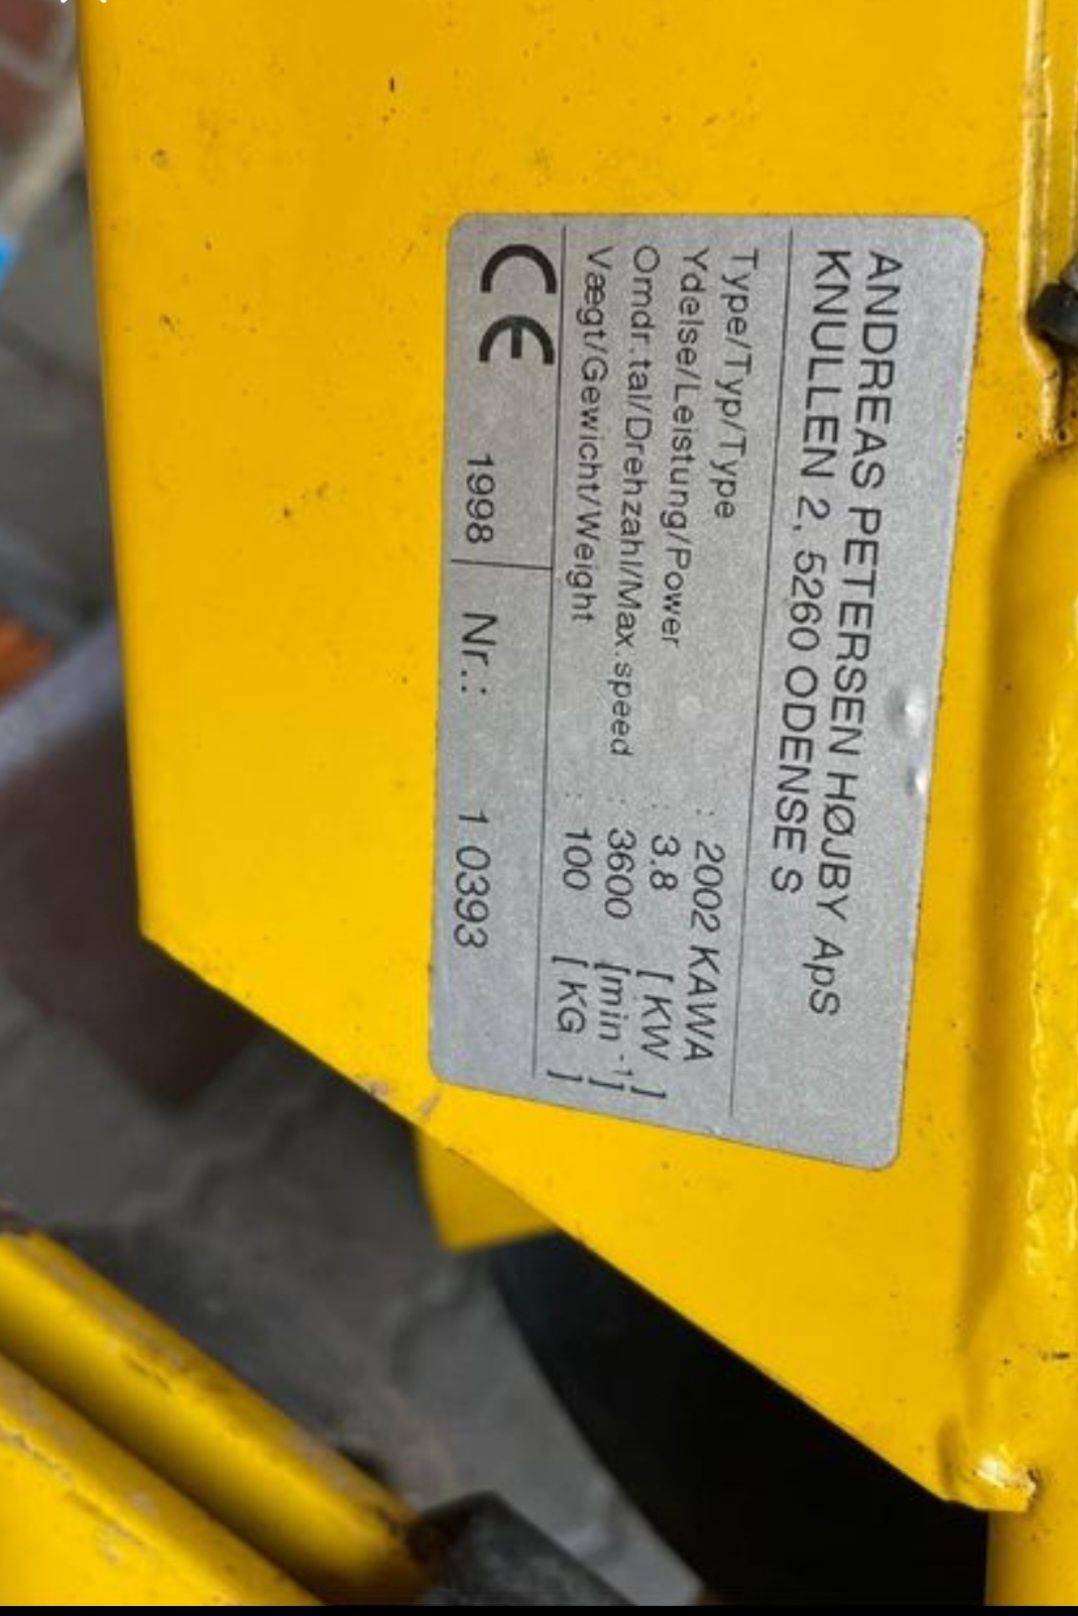 ANDREAS PETERSEN HØJBY ApS
KNULLEN 2, 5260 ODENSE S
Type/Typ/Type : 2002 KAWA
Ydelse/Leistung/Power : 3.8 [ KW ]
Omdr.tal/Drehzahl/Max.speed : 3600 [min⁻¹]
Vægt/Gewicht/Weight : 100 [ KG ]
CE 1998 Nr.: 1 0393